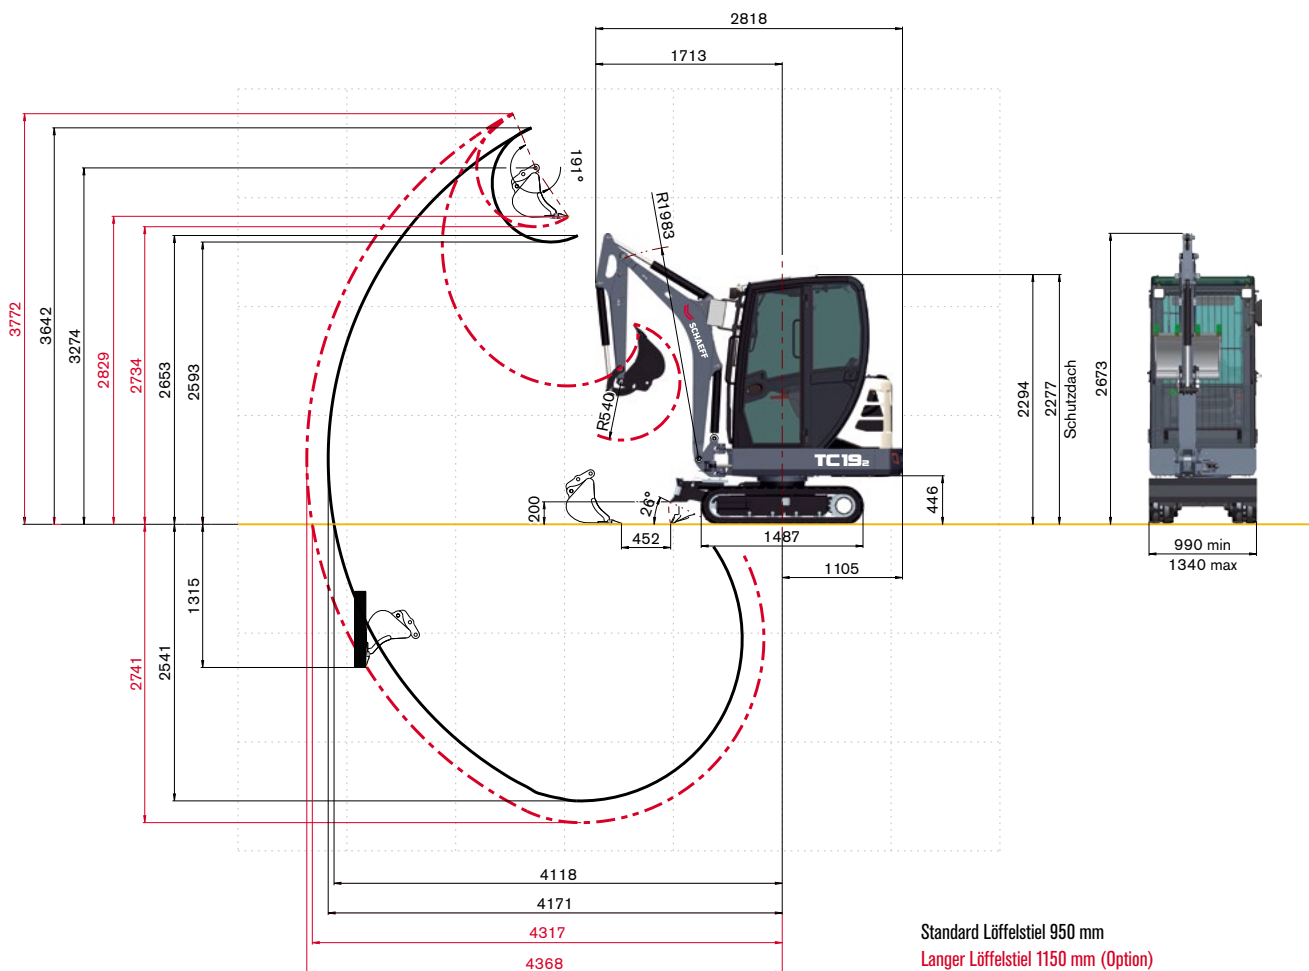 2818
1713
191°
R1983
3772
3642
3274
2829
2734
2653
2593
R540
SCHAEFF
TC19₂
2294
2277
Schutzdach
2673
446
200
26°
452
1487
1105
990 min
1340 max
1315
2541
2741
4118
4171
4317
4368
Standard Löffelstiel 950 mm
Langer Löffelstiel 1150 mm (Option)